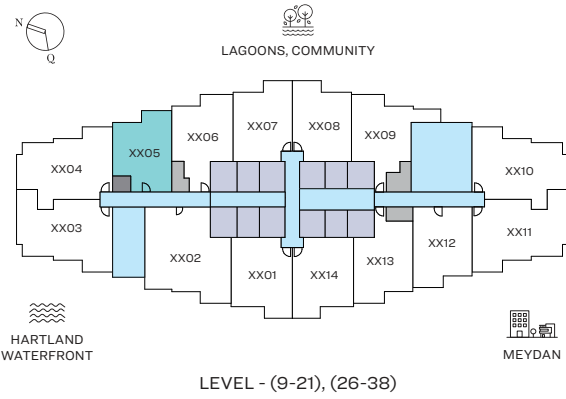 N
Q
LAGOONS, COMMUNITY
XX07
XX08
XX06
XX09
XX05
XX04
XX10
XX03
XX11
XX02
XX12
XX01
XX14
XX13
HARTLAND
WATERFRONT
MEYDAN
LEVEL - (9-21), (26-38)